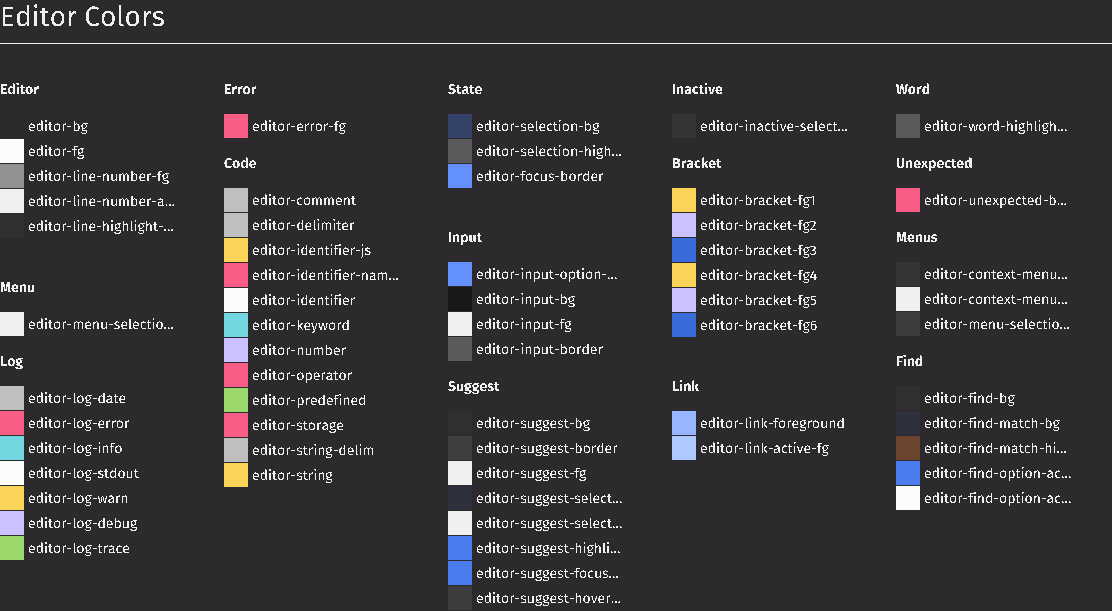 Editor Colors
Editor
editor-bg
editor-fg
editor-line-number-fg
editor-line-number-a...
editor-line-highlight-...
Menu
editor-menu-selectio...
Log
editor-log-date
editor-log-error
editor-log-info
editor-log-stdout
editor-log-warn
editor-log-debug
editor-log-trace
Error
editor-error-fg
Code
editor-comment
editor-delimiter
editor-identifier-js
editor-identifier-nam...
editor-identifier
editor-keyword
editor-number
editor-operator
editor-predefined
editor-storage
editor-string-delim
editor-string
State
editor-selection-bg
editor-selection-high...
editor-focus-border
Input
editor-input-option-...
editor-input-bg
editor-input-fg
editor-input-border
Suggest
editor-suggest-bg
editor-suggest-border
editor-suggest-fg
editor-suggest-select...
editor-suggest-select...
editor-suggest-highli...
editor-suggest-focus...
editor-suggest-hover...
Inactive
editor-inactive-select...
Bracket
editor-bracket-fg1
editor-bracket-fg2
editor-bracket-fg3
editor-bracket-fg4
editor-bracket-fg5
editor-bracket-fg6
Link
editor-link-foreground
editor-link-active-fg
Word
editor-word-highligh...
Unexpected
editor-unexpected-b...
Menus
editor-context-menu...
editor-context-menu...
editor-menu-selectio...
Find
editor-find-bg
editor-find-match-bg
editor-find-match-hi...
editor-find-option-ac...
editor-find-option-ac...